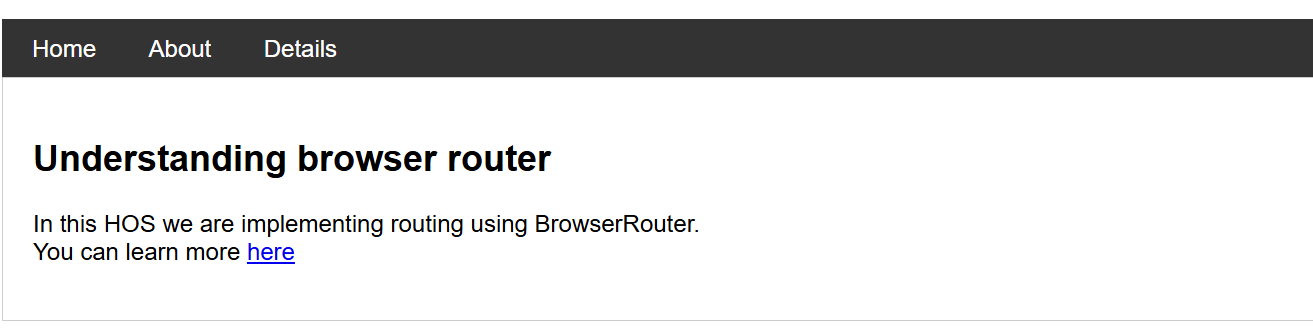 Home About Details
Understanding browser router
In this HOS we are implementing routing using BrowserRouter.
You can learn more here